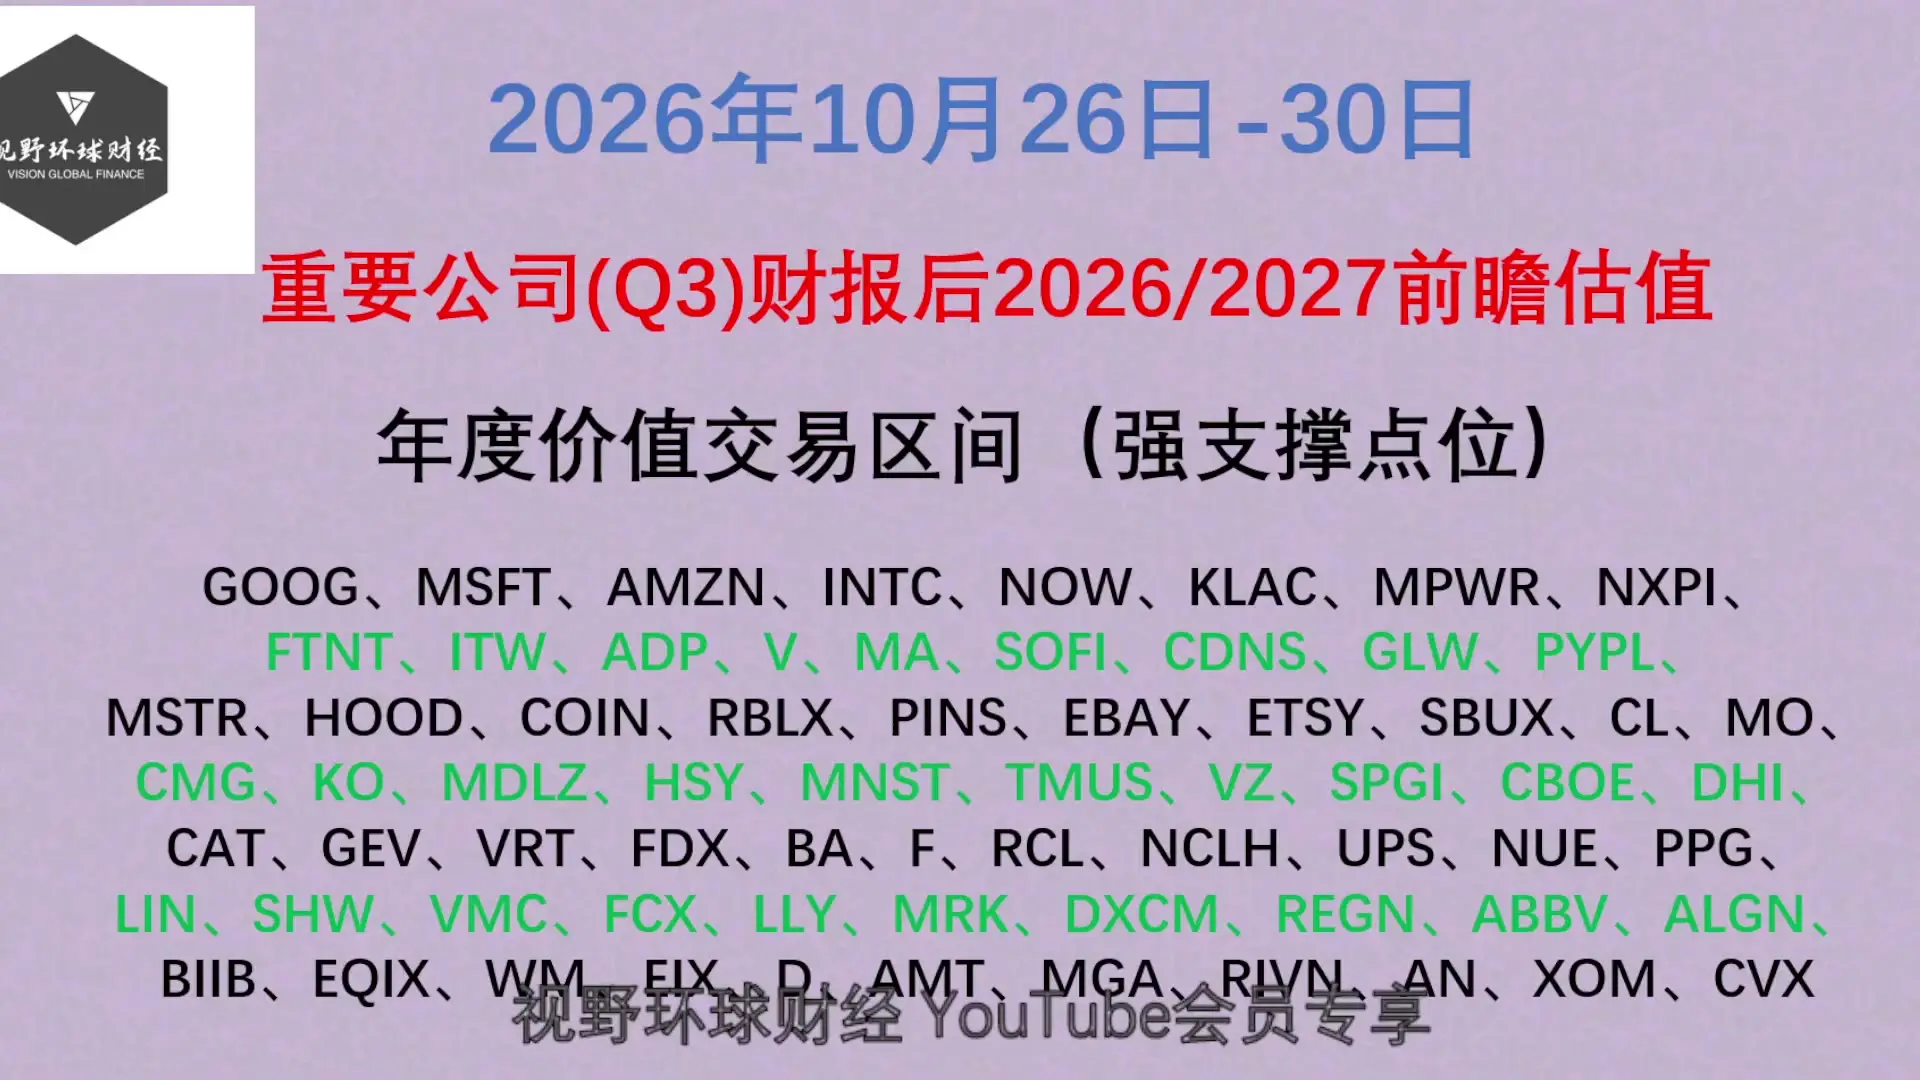 视野环球财经
VISION GLOBAL FINANCE
2026年10月26日-30日
重要公司(Q3)财报后2026/2027前瞻估值
年度价值交易区间（强支撑点位）
GOOG、MSFT、AMZN、INTC、NOW、KLAC、MPWR、NXPI、
FTNT、ITW、ADP、V、MA、SOFI、CDNS、GLW、PYPL、
MSTR、HOOD、COIN、RBLX、PINS、EBAY、ETSY、SBUX、CL、MO、
CMG、KO、MDLZ、HSY、MNST、TMUS、VZ、SPGI、CBOE、DHI、
CAT、GEV、VRT、FDX、BA、F、RCL、NCLH、UPS、NUE、PPG、
LIN、SHW、VMC、FCX、LLY、MRK、DXCM、REGN、ABBV、ALGN、
BIIB、EQIX、WM、EIX、D、AMT、MGA、RIVN、AN、XOM、CVX
视野环球财经 YouTube会员专享